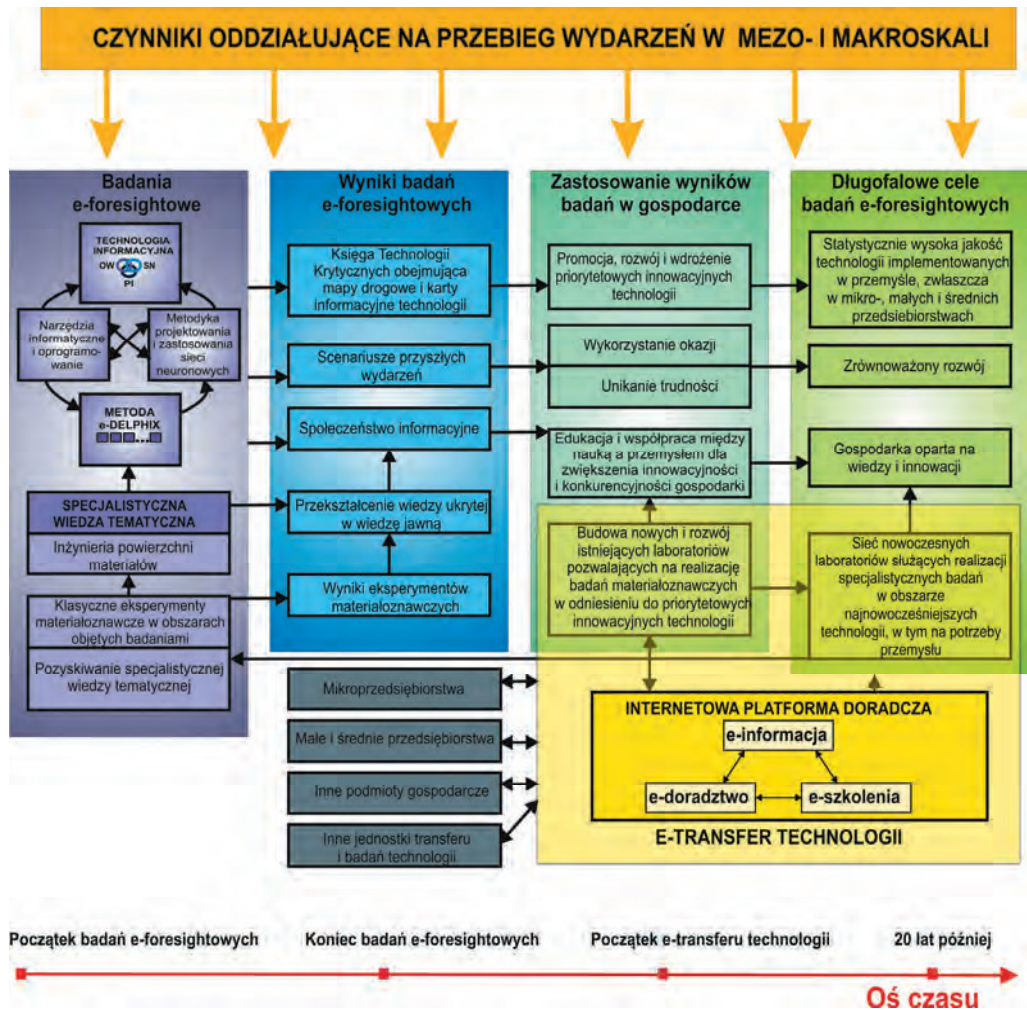 CZYNNIKI ODDZIAŁUJĄCE NA PRZEBIEG WYDARZEŃ W MEZO- I MAKROSKALI
Badania
e-foresightowe
TECHNOLOGIA
INFORMACYJNA
OW SN
PI
Narzędzia
informatyczne
i oprogramo-
wanie
Metodyka
projektowania
i zastosowania
sieci
neuronowych
METODA
e-DELPHIX
...
SPECJALISTYCZNA
WIEDZA TEMATYCZNA
Inżynieria powierzchni
materiałów
Klasyczne eksperymenty
materiałoznawcze w obszarach
objętych badaniami
Pozyskiwanie specjalistycznej
wiedzy tematycznej
Wyniki badań
e-foresightowych
Księga Technologii
Krytycznych obejmująca
mapy drogowe i karty
informacyjne technologii
Scenariusze przyszłych
wydarzeń
Społeczeństwo informacyjne
Przekształcenie wiedzy ukrytej
w wiedzę jawną
Wyniki eksperymentów
materiałoznawczych
Zastosowanie wyników
badań w gospodarce
Promocja, rozwój i wdrożenie
priorytetowych innowacyjnych
technologii
Wykorzystanie okazji
Unikanie trudności
Edukacja i współpraca między
nauką a przemysłem dla
zwiększenia innowacyjności
i konkurencyjności gospodarki
Budowa nowych i rozwój
istniejących laboratoriów
pozwalających na realizację
badań materiałoznawczych
w odniesieniu do priorytetowych
innowacyjnych technologii
Długofalowe cele
badań e-foresightowych
Statystycznie wysoka jakość
technologii implementowanych
w przemyśle, zwłaszcza
w mikro-, małych i średnich
przedsiębiorstwach
Zrównoważony rozwój
Gospodarka oparta na
wiedzy i innowacji
Sieć nowoczesnych
laboratoriów służących realizacji
specjalistycznych badań
w obszarze
najnowocześniejszych
technologii, w tym na potrzeby
przemysłu
Mikroprzedsiębiorstwa
Małe i średnie przedsiębiorstwa
Inne podmioty gospodarcze
Inne jednostki transferu
i badań technologii
INTERNETOWA PLATFORMA DORADCZA
e-informacja
e-doradztwo
e-szkolenia
E-TRANSFER TECHNOLOGII
Początek badań e-foresightowych
Koniec badań e-foresightowych
Początek e-transferu technologii
20 lat później
Oś czasu